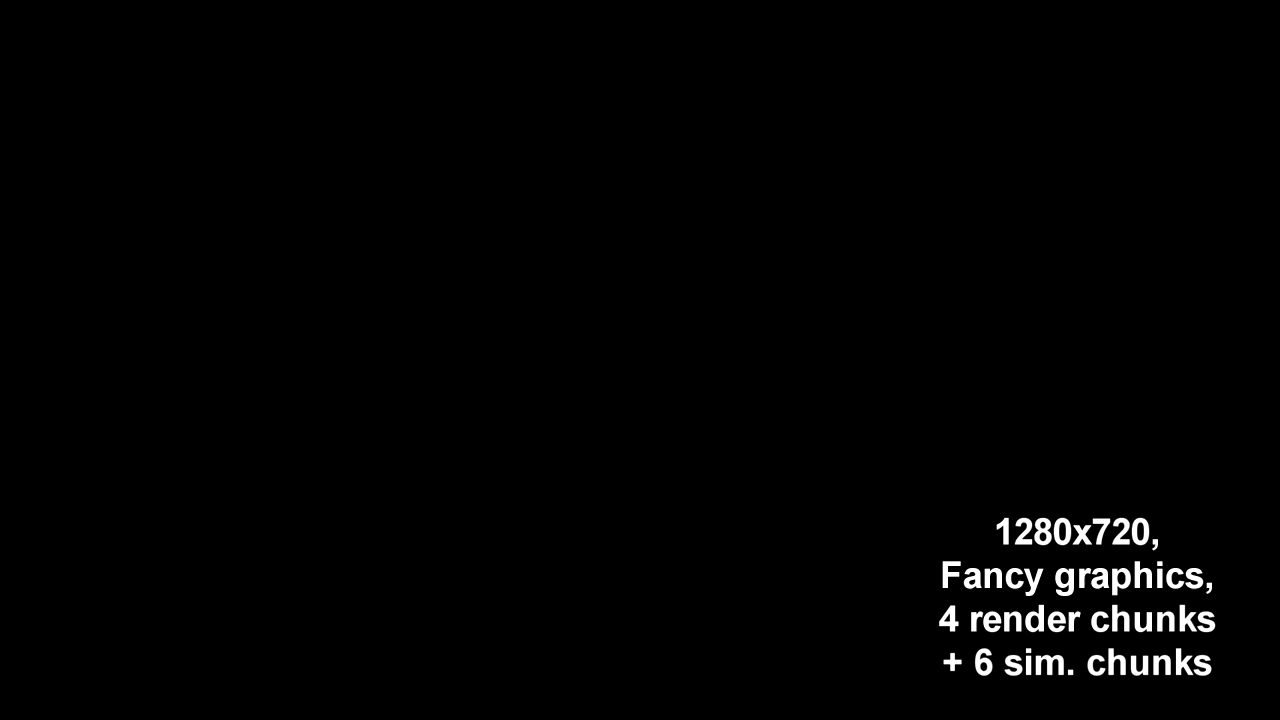 1280x720,
Fancy graphics,
4 render chunks
+ 6 sim. chunks